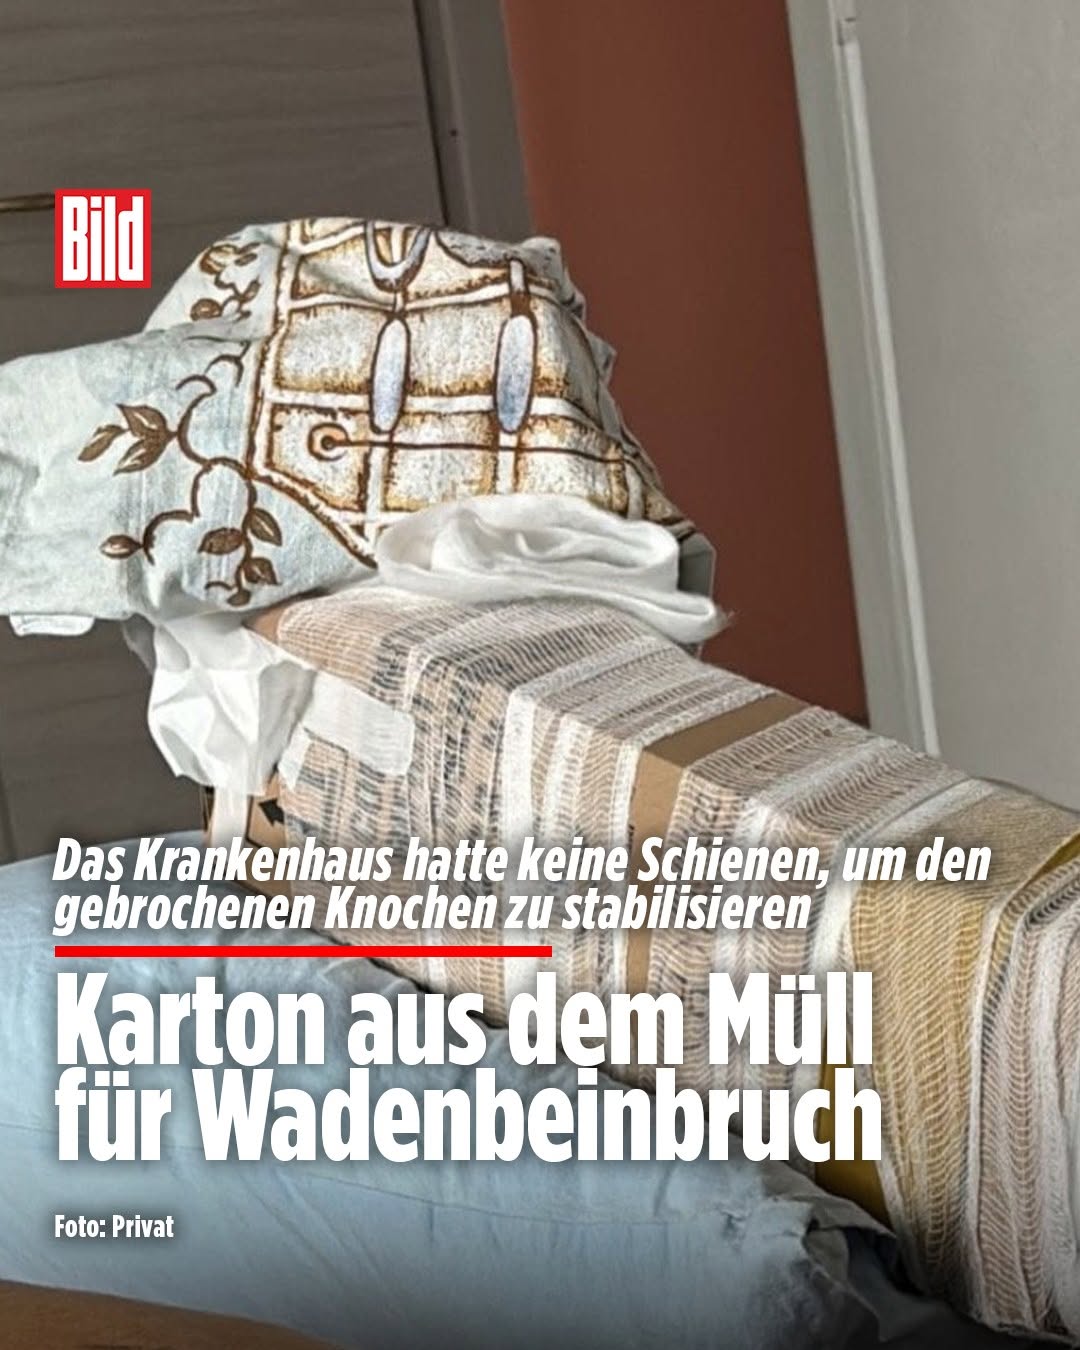 Bild
Das Krankenhaus hatte keine Schienen, um den
gebrochenen Knochen zu stabilisieren
Karton aus dem Müll
für Wadenbeinbruch
Foto: Privat